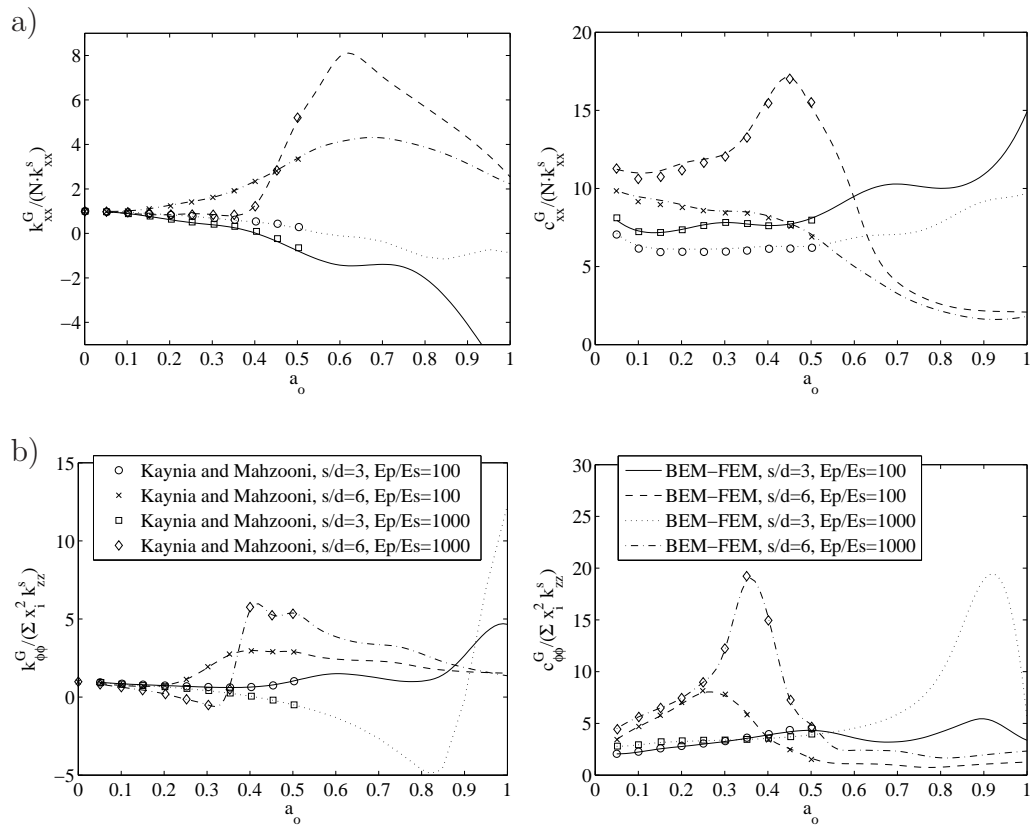 a)
8
6
4
2
0
−2
−4
k^G_xx/(N·k^s_xx)
0 0.1 0.2 0.3 0.4 0.5 0.6 0.7 0.8 0.9 1
a_o
20
15
10
5
0
c^G_xx/(N·k^s_xx)
0 0.1 0.2 0.3 0.4 0.5 0.6 0.7 0.8 0.9 1
a_o
b)
15
10
5
0
−5
k^G_ϕϕ/(Σ x_i^2 k^s_zz)
Kaynia and Mahzooni, s/d=3, Ep/Es=100
Kaynia and Mahzooni, s/d=6, Ep/Es=100
Kaynia and Mahzooni, s/d=3, Ep/Es=1000
Kaynia and Mahzooni, s/d=6, Ep/Es=1000
0 0.1 0.2 0.3 0.4 0.5 0.6 0.7 0.8 0.9 1
a_o
30
25
20
15
10
5
0
c^G_ϕϕ/(Σ x_i^2 k^s_zz)
BEM−FEM, s/d=3, Ep/Es=100
BEM−FEM, s/d=6, Ep/Es=100
BEM−FEM, s/d=3, Ep/Es=1000
BEM−FEM, s/d=6, Ep/Es=1000
0 0.1 0.2 0.3 0.4 0.5 0.6 0.7 0.8 0.9 1
a_o